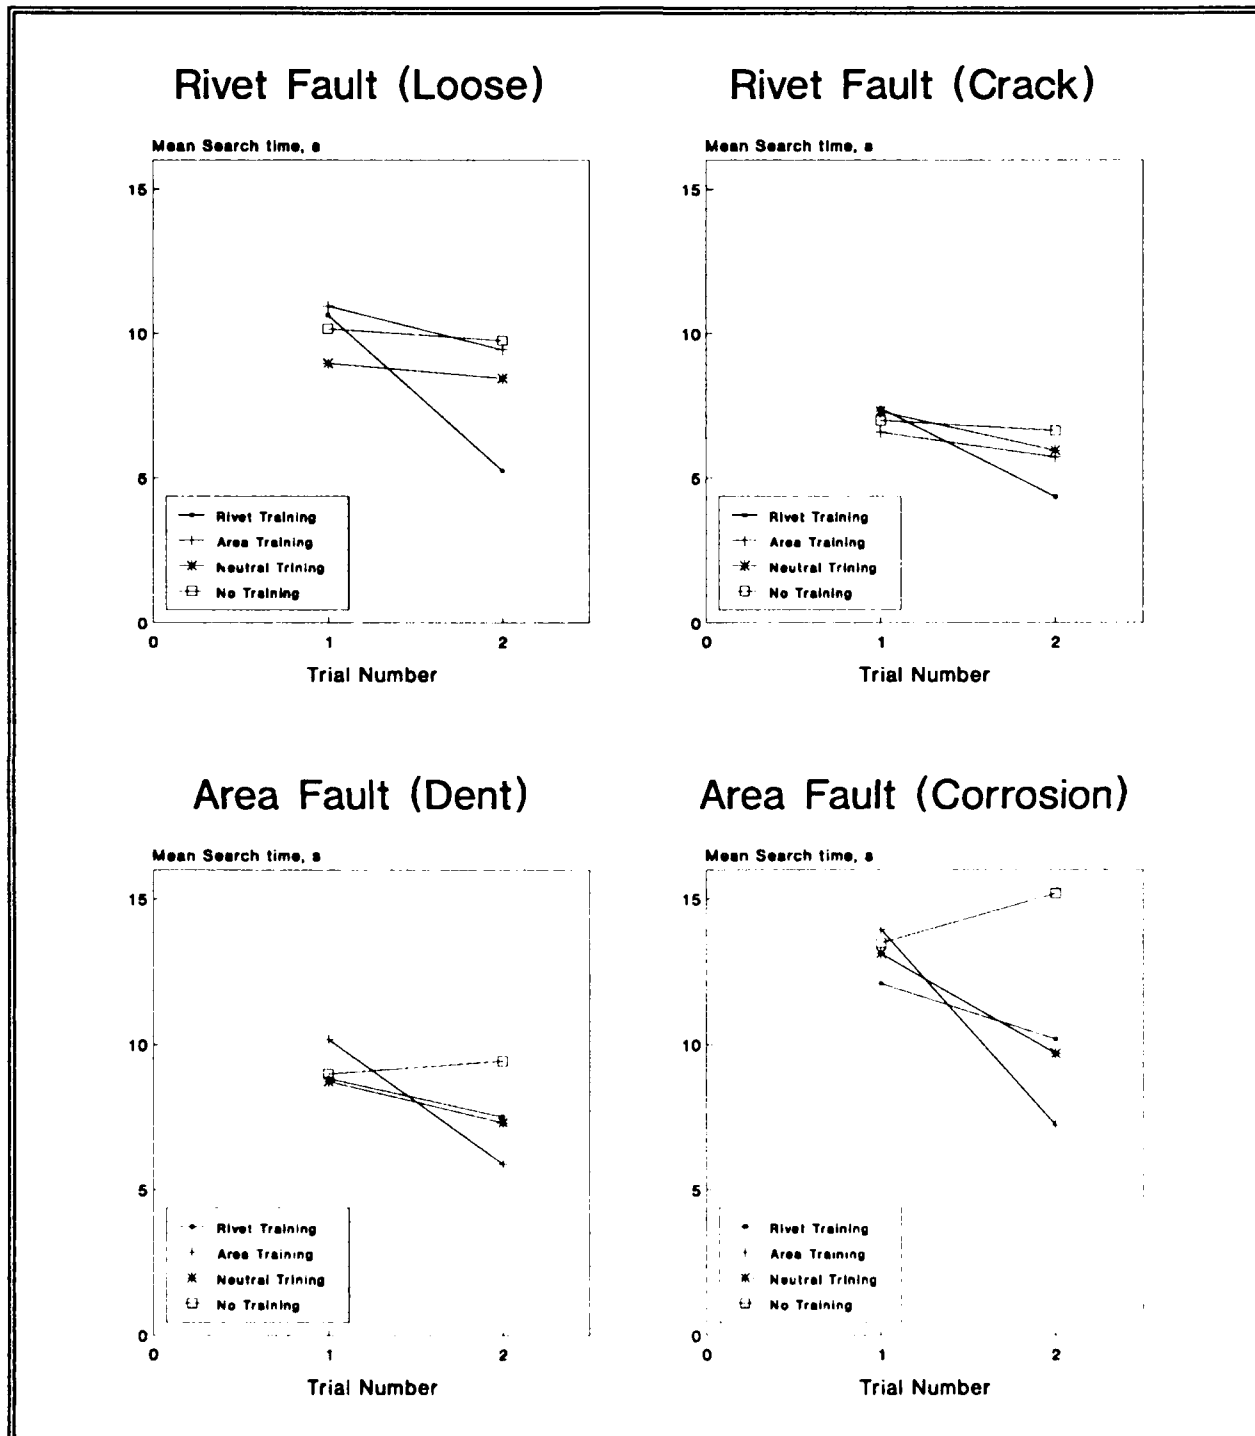 Rivet Fault (Loose)
Mean Search time, s
15
10
5
0
Rivet Training
Area Training
Neutral Trining
No Training
0
1
2
Trial Number
Rivet Fault (Crack)
Mean Search time, s
15
10
5
0
Rivet Training
Area Training
Neutral Trining
No Training
0
1
2
Trial Number
Area Fault (Dent)
Mean Search time, s
15
10
5
0
Rivet Training
Area Training
Neutral Trining
No Training
0
1
2
Trial Number
Area Fault (Corrosion)
Mean Search time, s
15
10
5
0
Rivet Training
Area Training
Neutral Trining
No Training
0
1
2
Trial Number